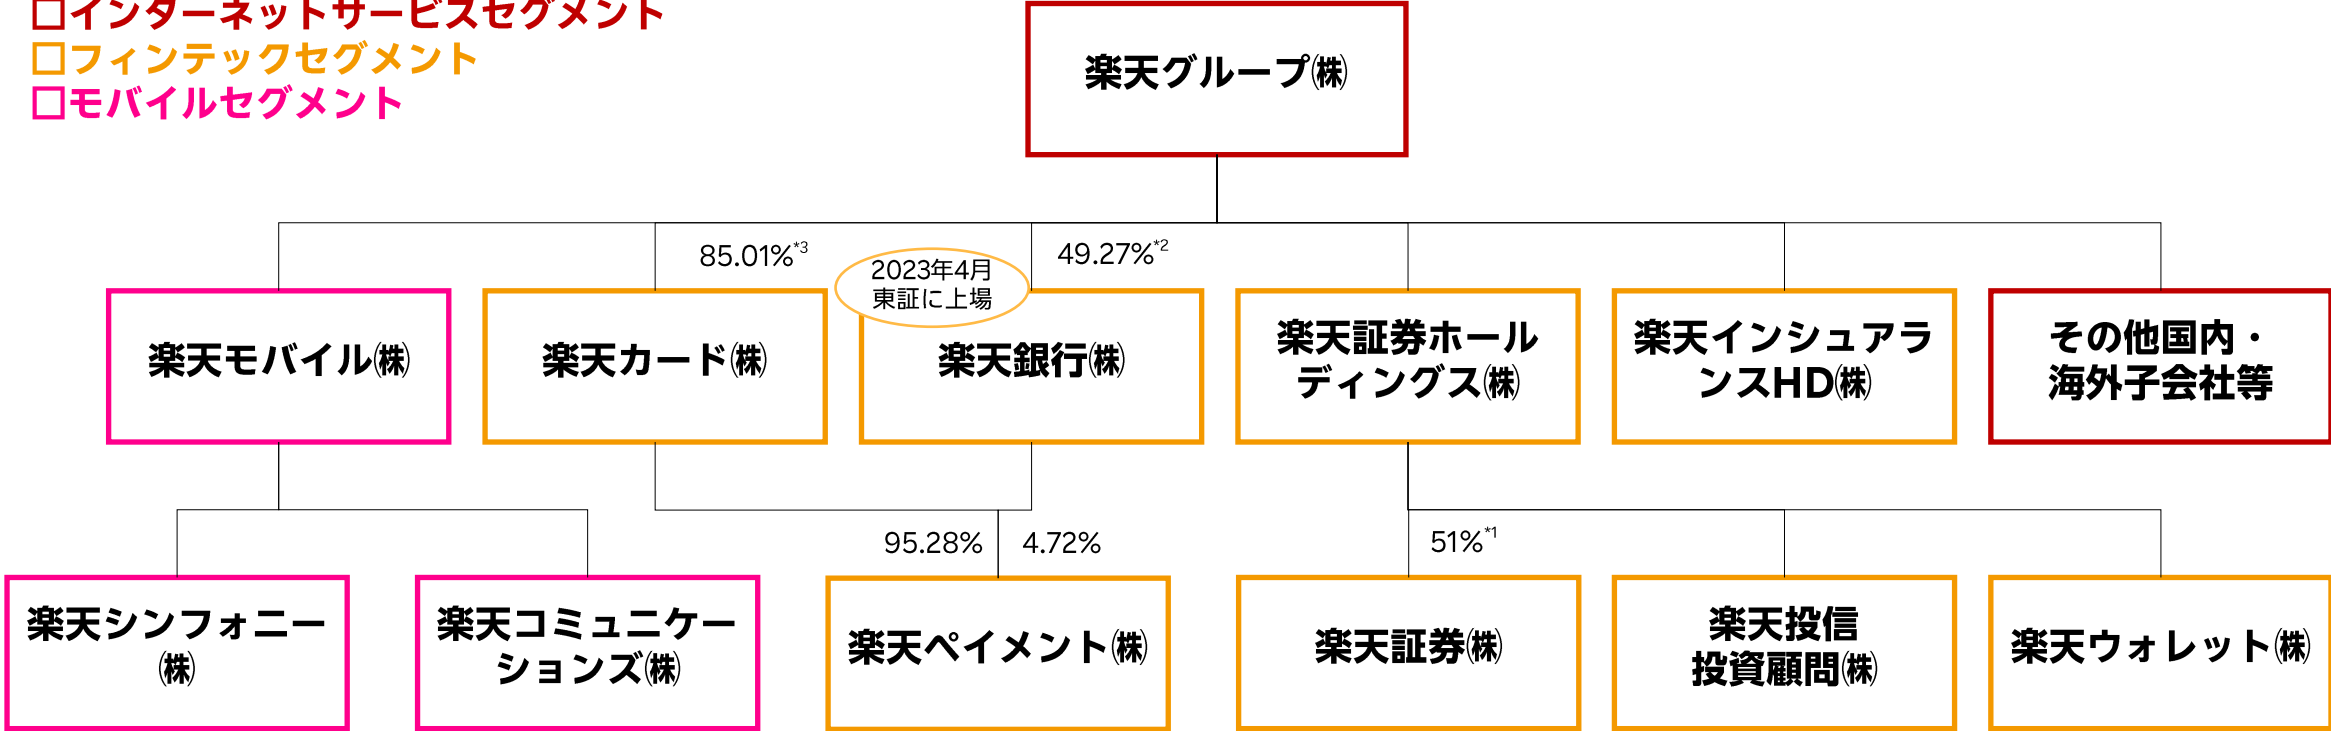 □インターネットサービスセグメント
□フィンテックセグメント
□モバイルセグメント
楽天グループ㈱
85.01%*3
2023年4月
東証に上場
49.27%*2
楽天モバイル㈱
楽天カード㈱
楽天銀行㈱
楽天証券ホール
ディングス㈱
楽天インシュアラ
ンスHD㈱
その他国内・
海外子会社等
95.28%
4.72%
51%*1
楽天シンフォニー
㈱
楽天コミュニケー
ションズ㈱
楽天ペイメント㈱
楽天証券㈱
楽天投信
投資顧問㈱
楽天ウォレット㈱